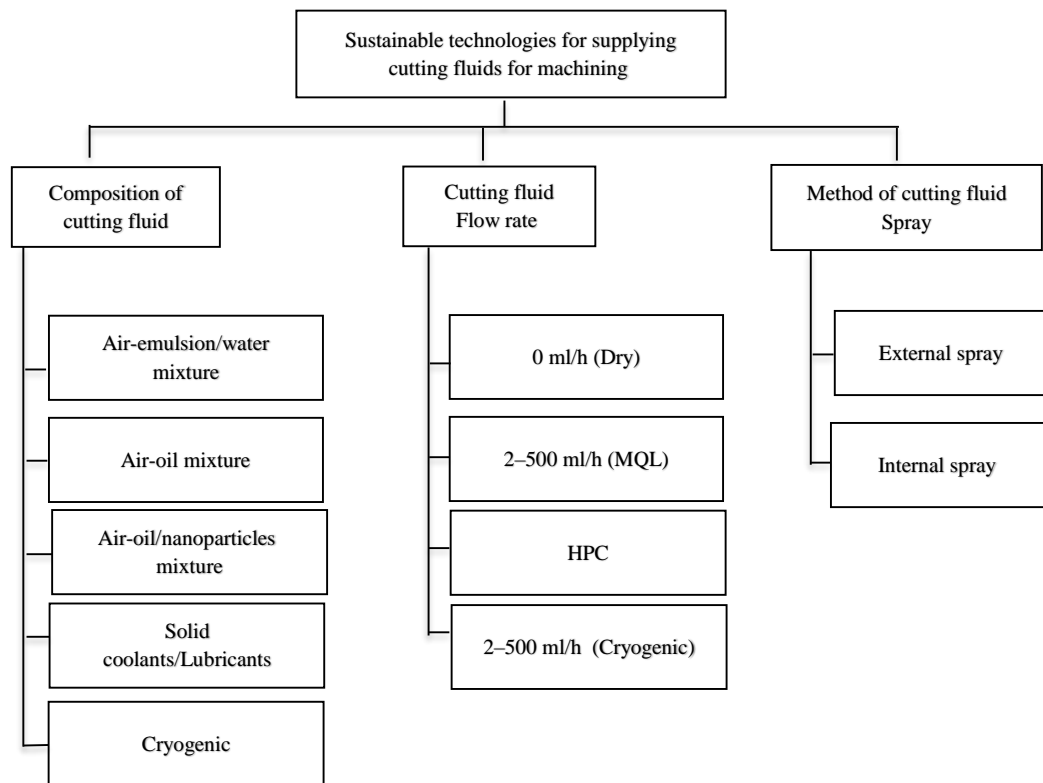 Sustainable technologies for supplying
cutting fluids for machining
Composition of
cutting fluid
Air-emulsion/water
mixture
Air-oil mixture
Air-oil/nanoparticles
mixture
Solid
coolants/Lubricants
Cryogenic
Cutting fluid
Flow rate
0 ml/h (Dry)
2–500 ml/h (MQL)
HPC
2–500 ml/h (Cryogenic)
Method of cutting fluid
Spray
External spray
Internal spray